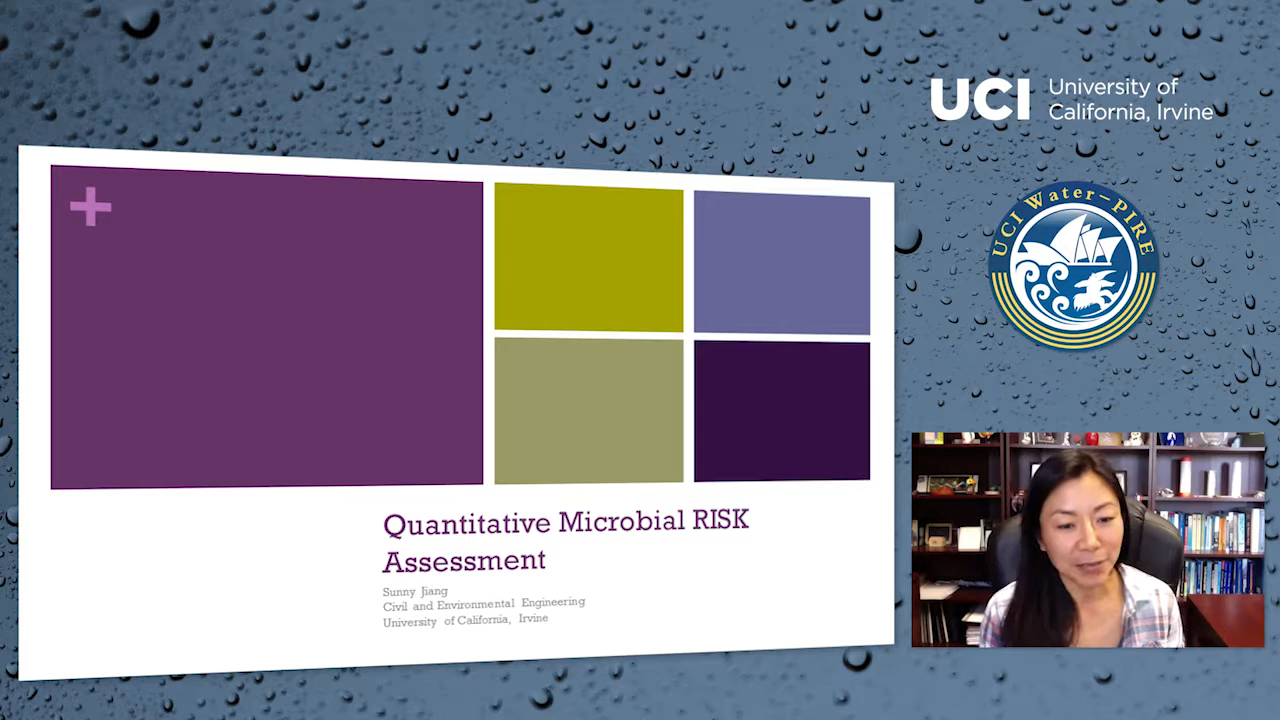 UCI
University of
California, Irvine
UCI Water-PIRE
+
Quantitative Microbial RISK
Assessment
Sunny Jiang
Civil and Environmental Engineering
University of California, Irvine